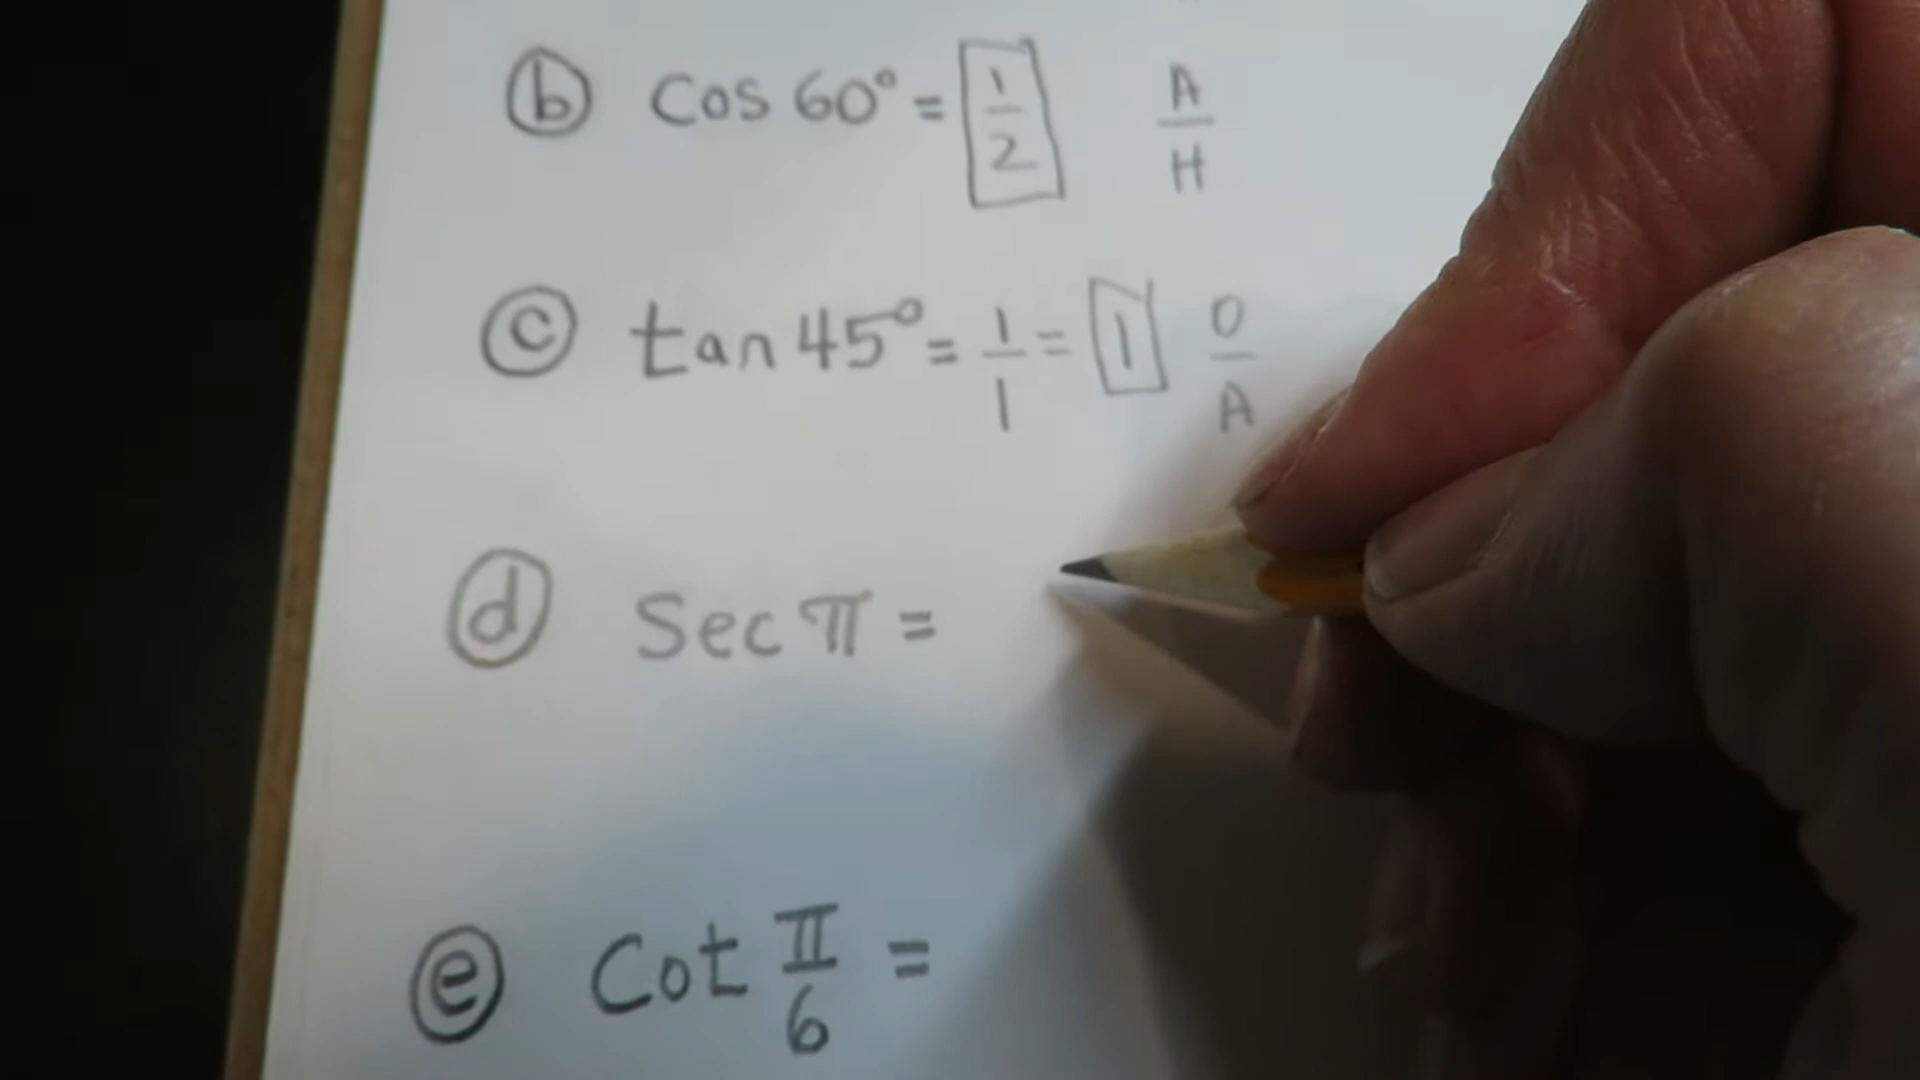 ⓑ Cos 60° = 1/2 A/H
ⓒ tan 45° = 1/1 = 1 O/A
ⓓ Sec π =
ⓔ Cot π/6 =